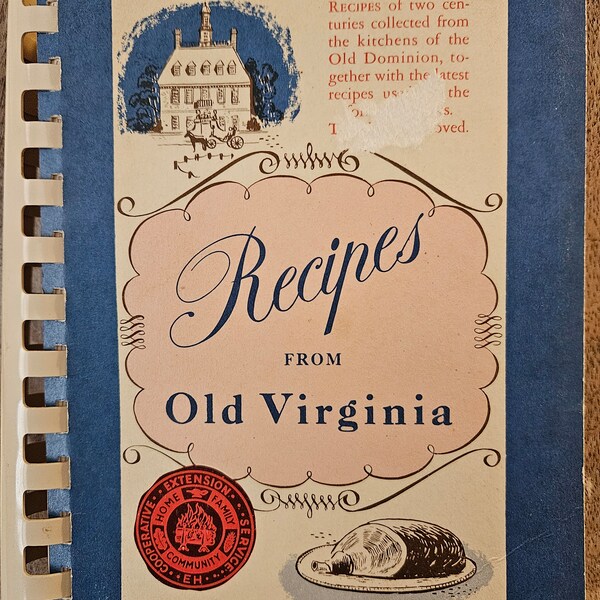 RECIPES of two cen-
turies collected from
the kitchens of the
Old Dominion, to-
gether with the latest
recipes the
T oved.
Recipes
FROM
Old Virginia
COOPERATIVE EXTENSION SERVICE
HOME FAMILY
COMMUNITY
EH